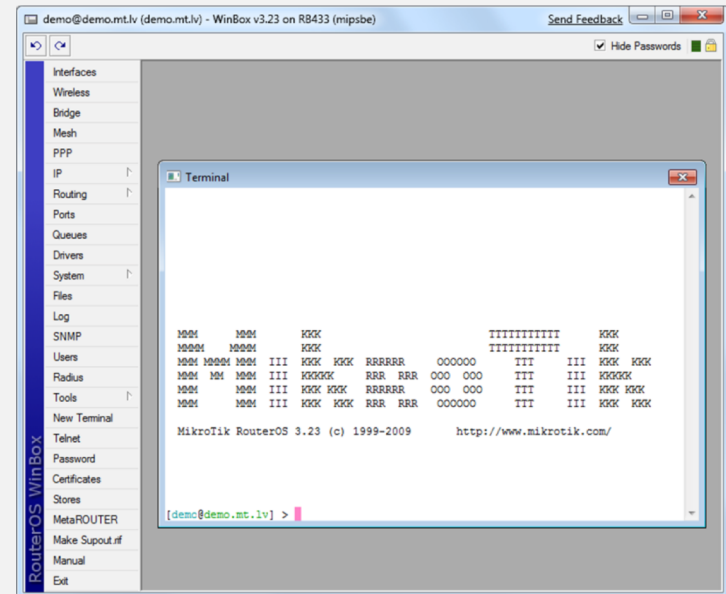 demo@demo.mt.lv (demo.mt.lv) - WinBox v3.23 on RB433 (mipsbe)
Send Feedback
Hide Passwords
Interfaces
Wireless
Bridge
Mesh
PPP
IP
Routing
Ports
Queues
Drivers
System
Files
Log
SNMP
Users
Radius
Tools
New Terminal
Telnet
Password
Certificates
Stores
MetaROUTER
Make Supout.rif
Manual
Exit
RouterOS WinBox
Terminal
MMM      MMM       KKK                          TTTTTTTTTTT      KKK
MMMM    MMMM       KKK                          TTTTTTTTTTT      KKK
MMM MMMM MMM  III  KKK  KKK  RRRRRR    OOOOOO      TTT     III  KKK  KKK
MMM  MM  MMM  III  KKKKK     RRR  RRR  OOO  OOO    TTT     III  KKKKK
MMM      MMM  III  KKK KKK   RRRRRR    OOO  OOO    TTT     III  KKK KKK
MMM      MMM  III  KKK  KKK  RRR  RRR   OOOOOO     TTT     III  KKK  KKK
MikroTik RouterOS 3.23 (c) 1999-2009       http://www.mikrotik.com/
[demo@demo.mt.lv] >